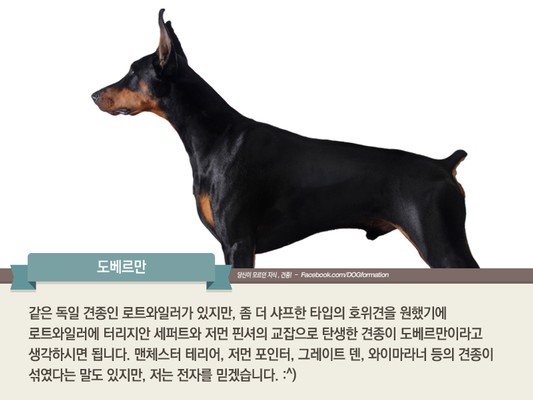 도베르만
당신이 모르던 지식, 견종! - Facebook.com/DOGformation
같은 독일 견종인 로트와일러가 있지만, 좀 더 샤프한 타입의 호위견을 원했기에
로트와일러에 터리지안 세퍼트와 저먼 핀셔의 교잡으로 탄생한 견종이 도베르만이라고
생각하시면 됩니다. 맨체스터 테리어, 저먼 포인터, 그레이트 덴, 와이마라너 등의 견종이
섞였다는 말도 있지만, 저는 전자를 믿겠습니다. :^)